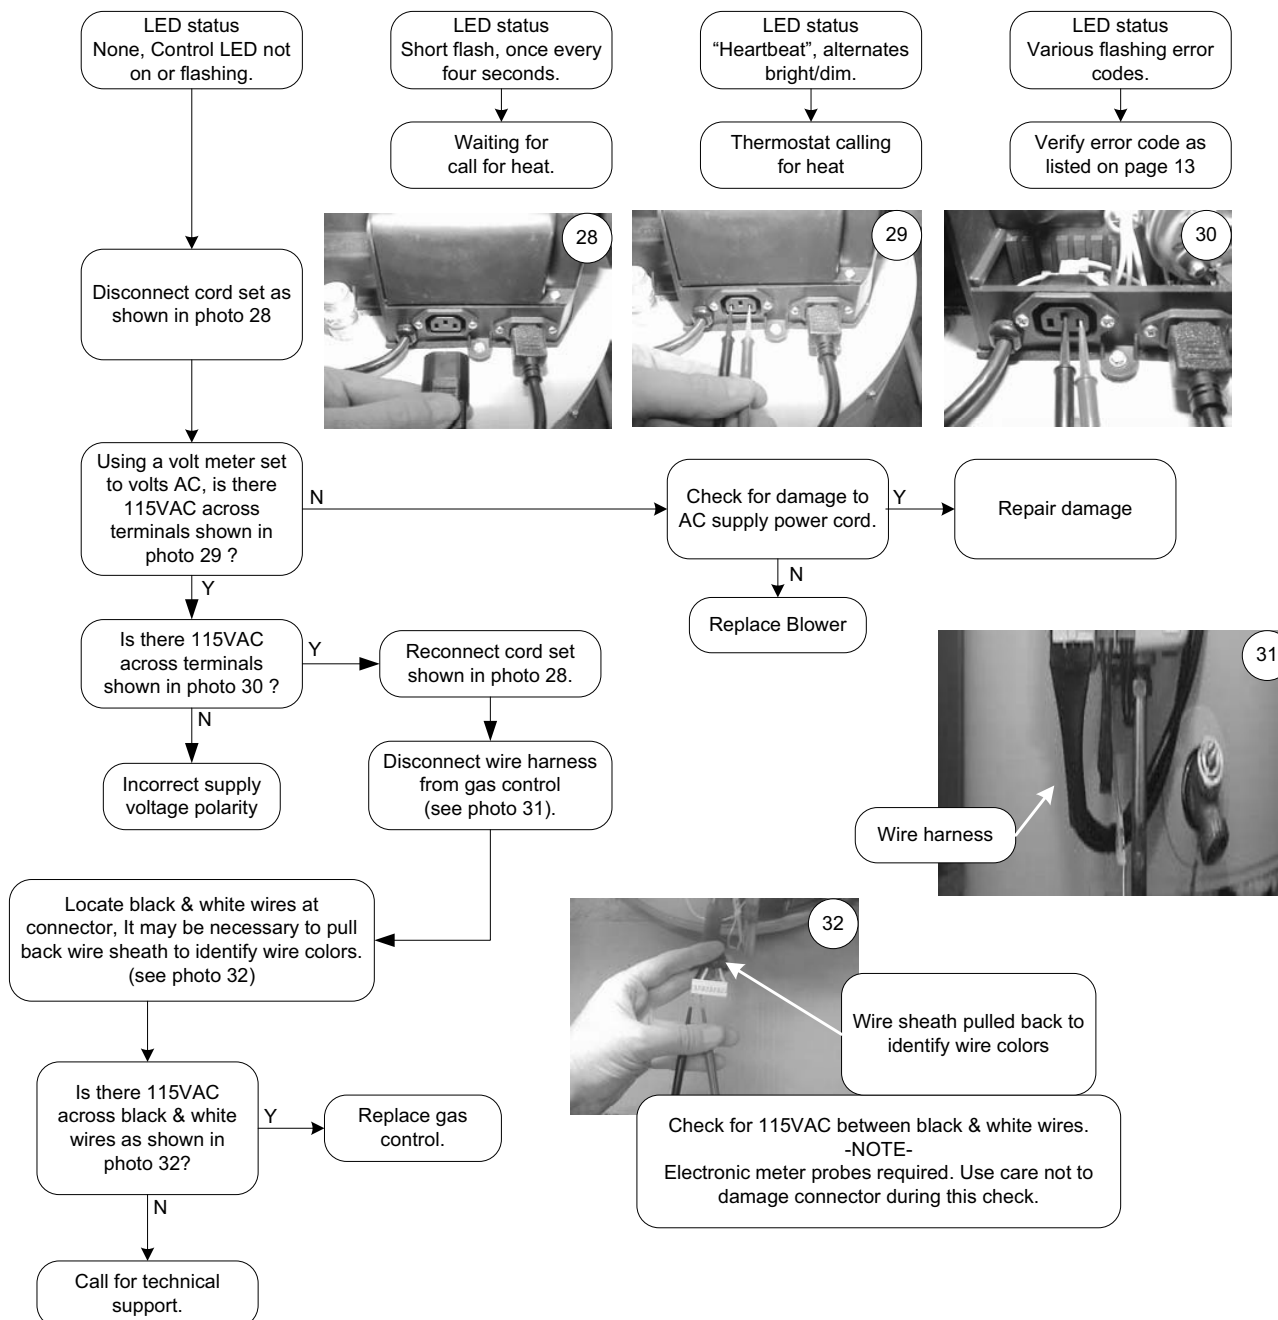 LED status
None, Control LED not
on or flashing.
LED status
Short flash, once every
four seconds.
LED status
“Heartbeat”, alternates
bright/dim.
LED status
Various flashing error
codes.
Waiting for
call for heat.
Thermostat calling
for heat
Verify error code as
listed on page 13
28
29
30
Disconnect cord set as
shown in photo 28
Using a volt meter set
to volts AC, is there
115VAC across
terminals shown in
photo 29 ?
N
Check for damage to
AC supply power cord.
Y
Repair damage
Y
N
Replace Blower
Is there 115VAC
across terminals
shown in photo 30 ?
Y
Reconnect cord set
shown in photo 28.
31
N
Incorrect supply
voltage polarity
Disconnect wire harness
from gas control
(see photo 31).
Wire harness
Locate black & white wires at
connector, It may be necessary to pull
back wire sheath to identify wire colors.
(see photo 32)
32
Wire sheath pulled back to
identify wire colors
Is there 115VAC
across black & white
wires as shown in
photo 32?
Y
Replace gas
control.
Check for 115VAC between black & white wires.
-NOTE-
Electronic meter probes required. Use care not to
damage connector during this check.
N
Call for technical
support.